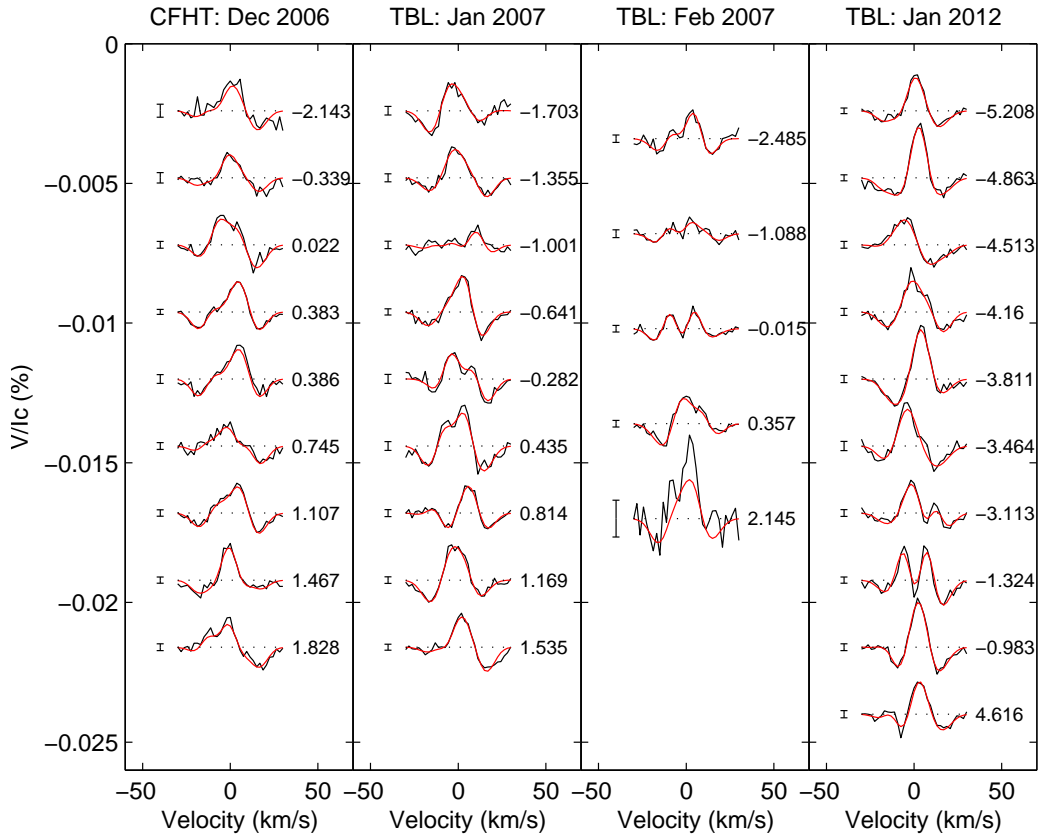 CFHT: Dec 2006 TBL: Jan 2007 TBL: Feb 2007 TBL: Jan 2012
0
−2.143 −1.703 −2.485 −5.208
−0.005 −0.339 −1.355 −4.863
0.022 −1.001 −1.088 −4.513
−0.01 0.383 −0.641 −0.015 −4.16
V/Ic (%)
0.386 −0.282 0.357 −3.811
−0.015 0.745 0.435 −3.464
1.107 0.814 2.145 −3.113
−0.02 1.467 1.169 −1.324
1.828 1.535 −0.983
4.616
−0.025
−50 0 50 −50 0 50 −50 0 50 −50 0 50
Velocity (km/s) Velocity (km/s) Velocity (km/s) Velocity (km/s)